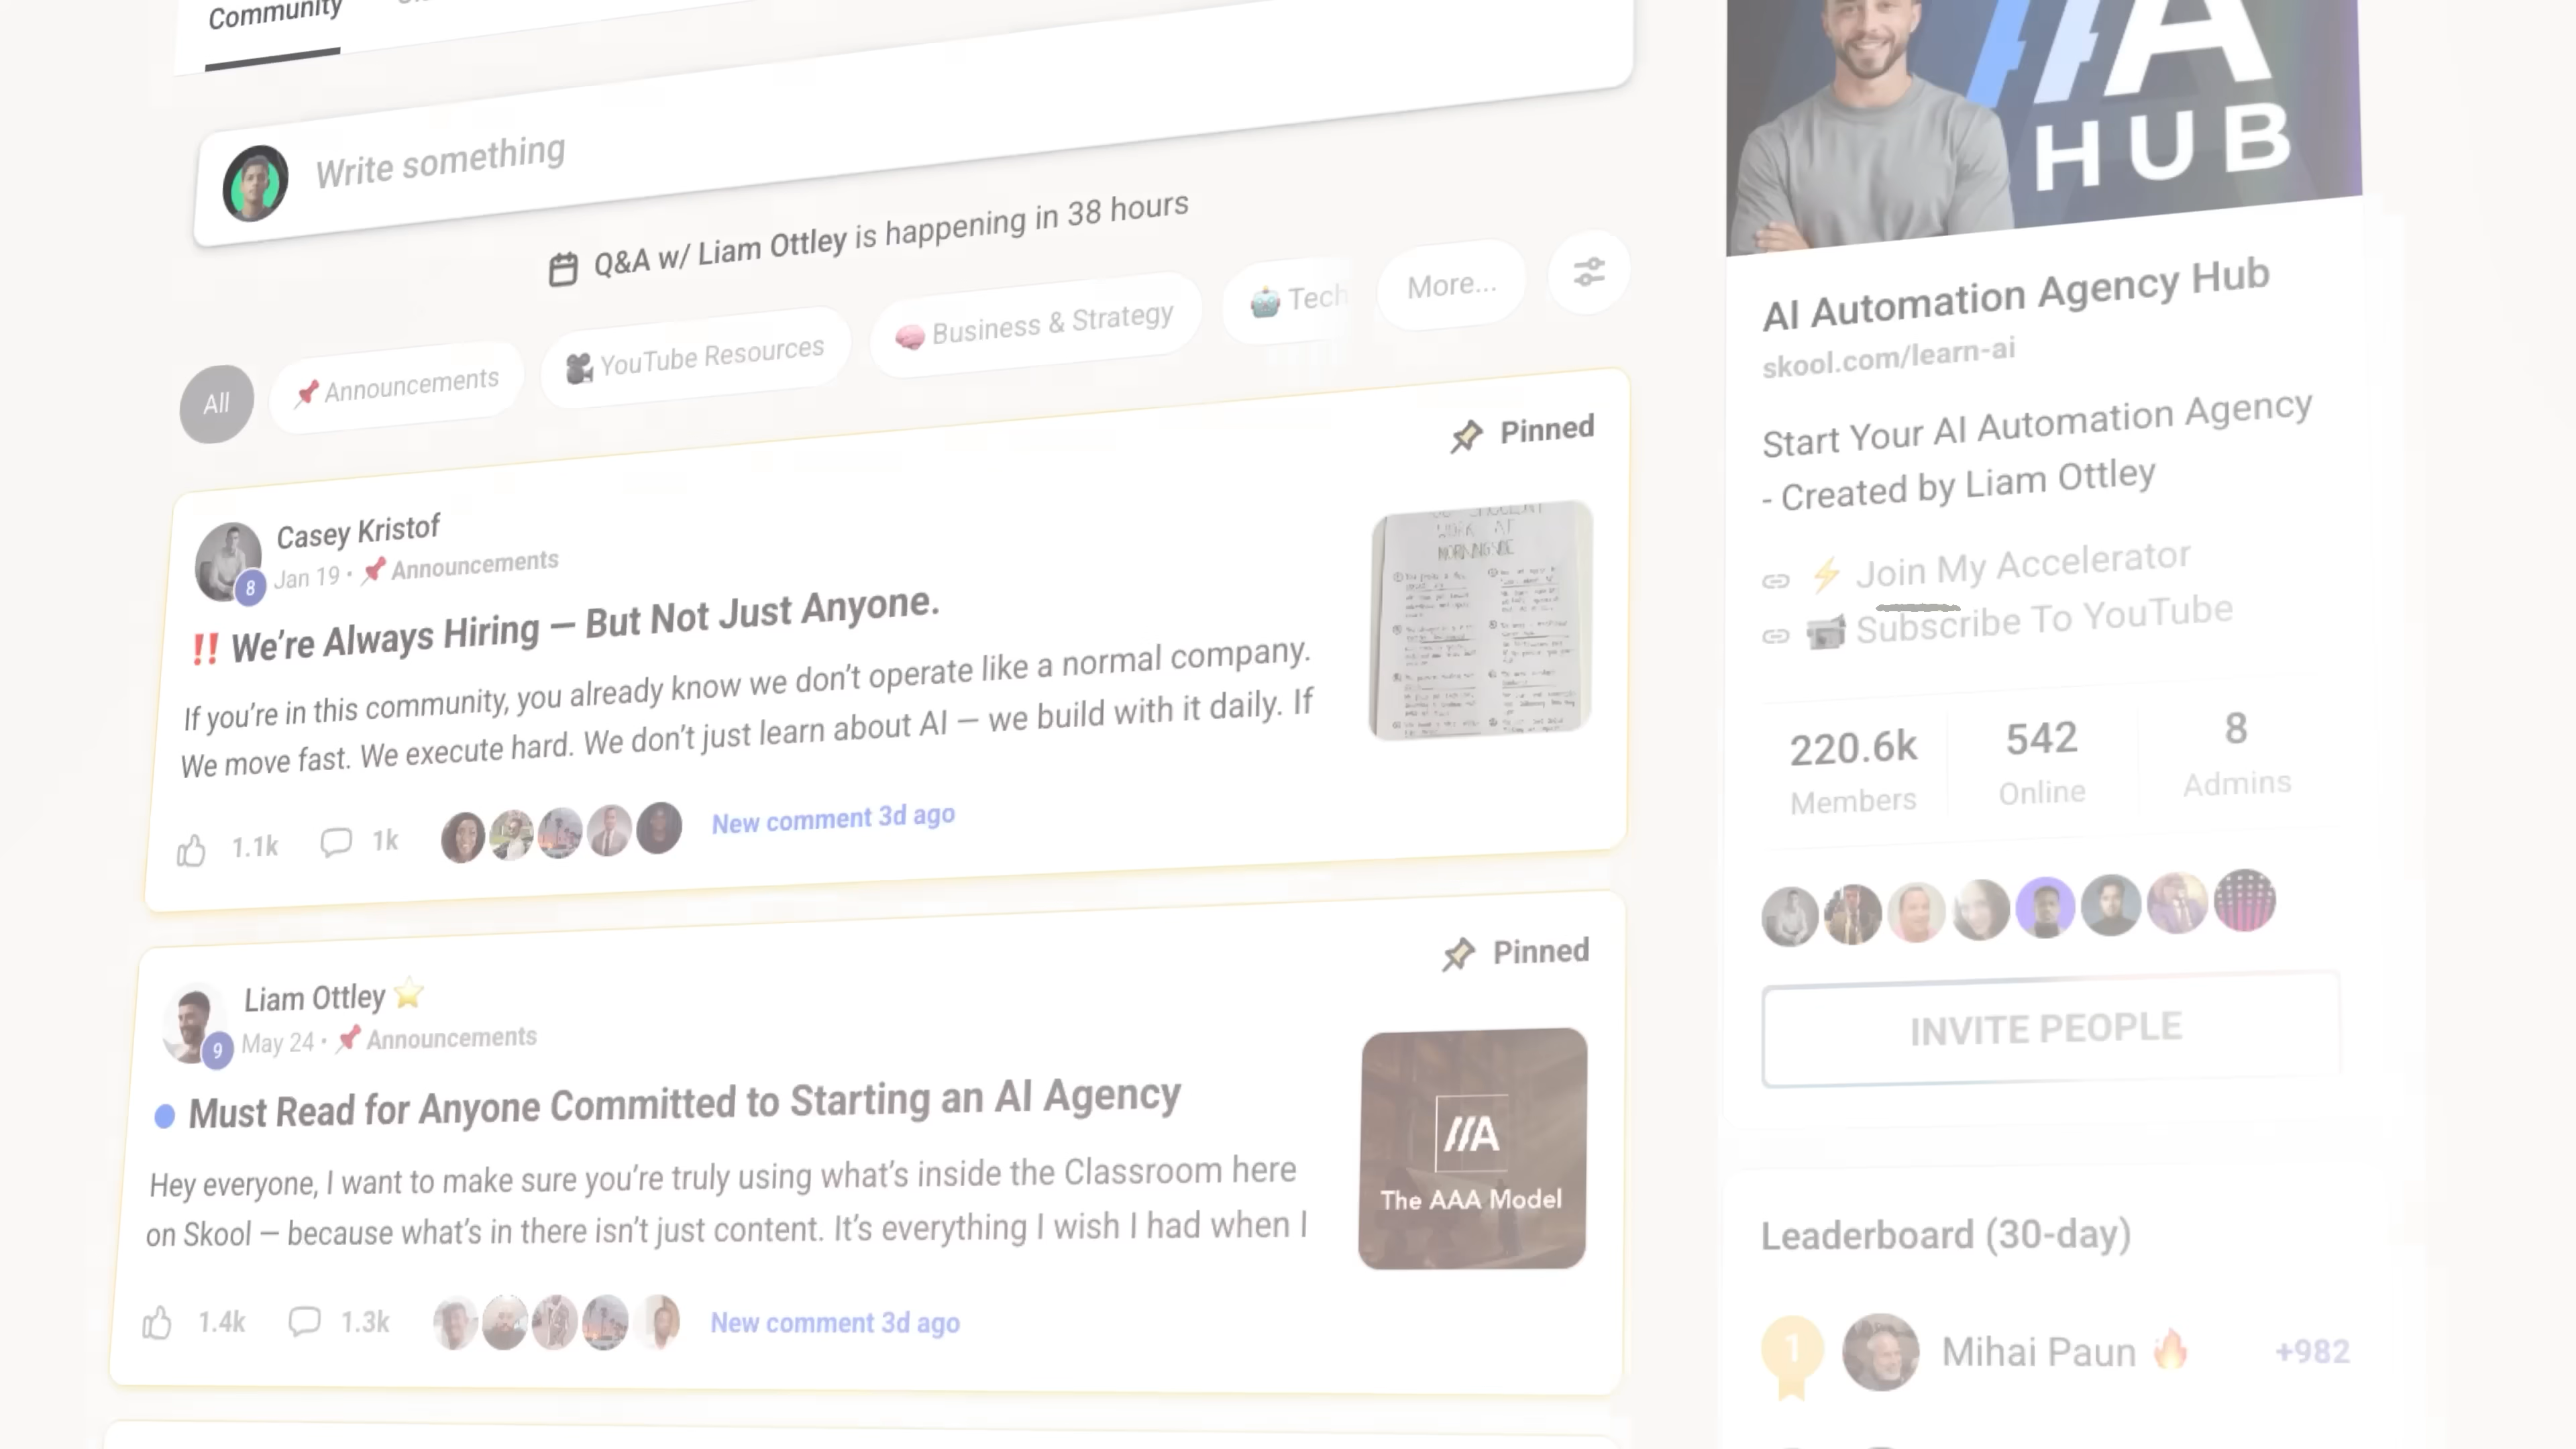 Community
Write something
Q&A w/ Liam Ottley is happening in 38 hours
All
Announcements
YouTube Resources
Business & Strategy
Tech
More...
Pinned
Casey Kristof
8
Jan 19 • Announcements
‼️ We’re Always Hiring — But Not Just Anyone.
If you’re in this community, you already know we don’t operate like a normal company.
We move fast. We execute hard. We don’t just learn about AI — we build with it daily. If
WORK AT
MORNINGSIDE
1.1k
1k
New comment 3d ago
Pinned
Liam Ottley
9
May 24 • Announcements
Must Read for Anyone Committed to Starting an AI Agency
Hey everyone, I want to make sure you’re truly using what’s inside the Classroom here
on Skool — because what’s in there isn’t just content. It’s everything I wish I had when I
//A
The AAA Model
1.4k
1.3k
New comment 3d ago
//A
HUB
AI Automation Agency Hub
skool.com/learn-ai
Start Your AI Automation Agency
- Created by Liam Ottley
Join My Accelerator
Subscribe To YouTube
220.6k
Members
542
Online
8
Admins
INVITE PEOPLE
Leaderboard (30-day)
1
Mihai Paun
+982